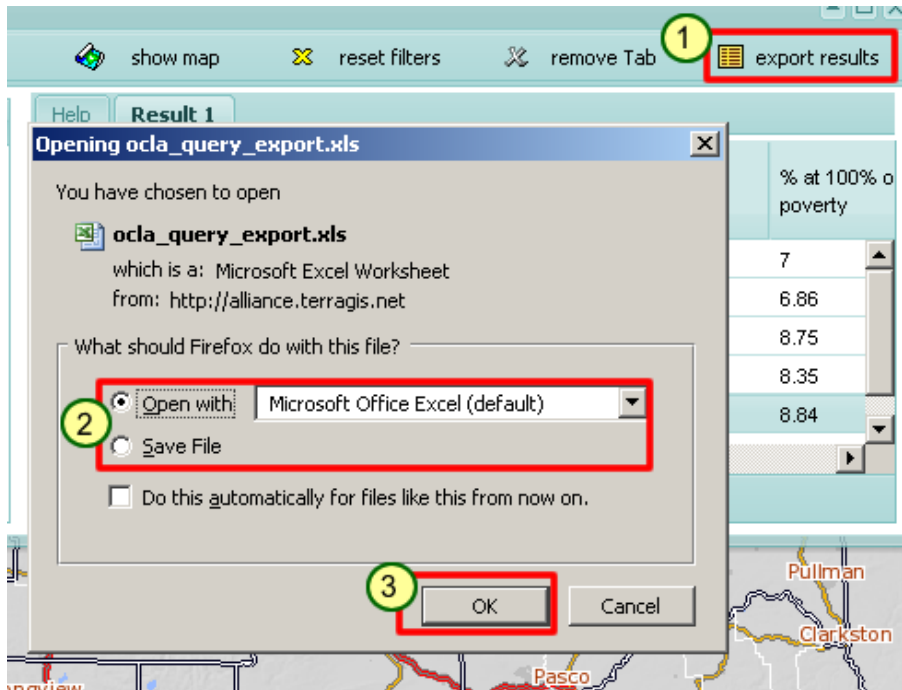 show map
reset filters
remove Tab
1
export results
Help
Result 1
Opening ocla_query_export.xls
You have chosen to open
ocla_query_export.xls
which is a: Microsoft Excel Worksheet
from: http://alliance.terragis.net
What should Firefox do with this file?
2
Open with
Microsoft Office Excel (default)
Save File
Do this automatically for files like this from now on.
3
OK
Cancel
% at 100% o
poverty
7
6.86
8.75
8.35
8.84
Pullman
Clarkston
Pasco